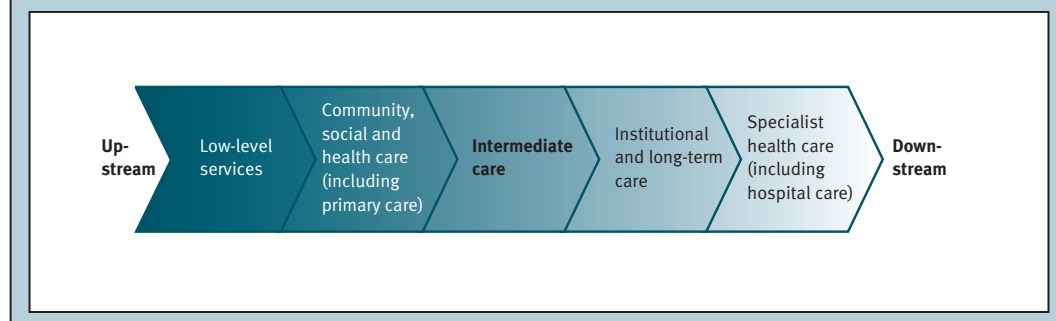 Up-
stream
Low-level
services
Community,
social and
health care
(including
primary care)
Intermediate
care
Institutional
and long-term
care
Specialist
health care
(including
hospital care)
Down-
stream